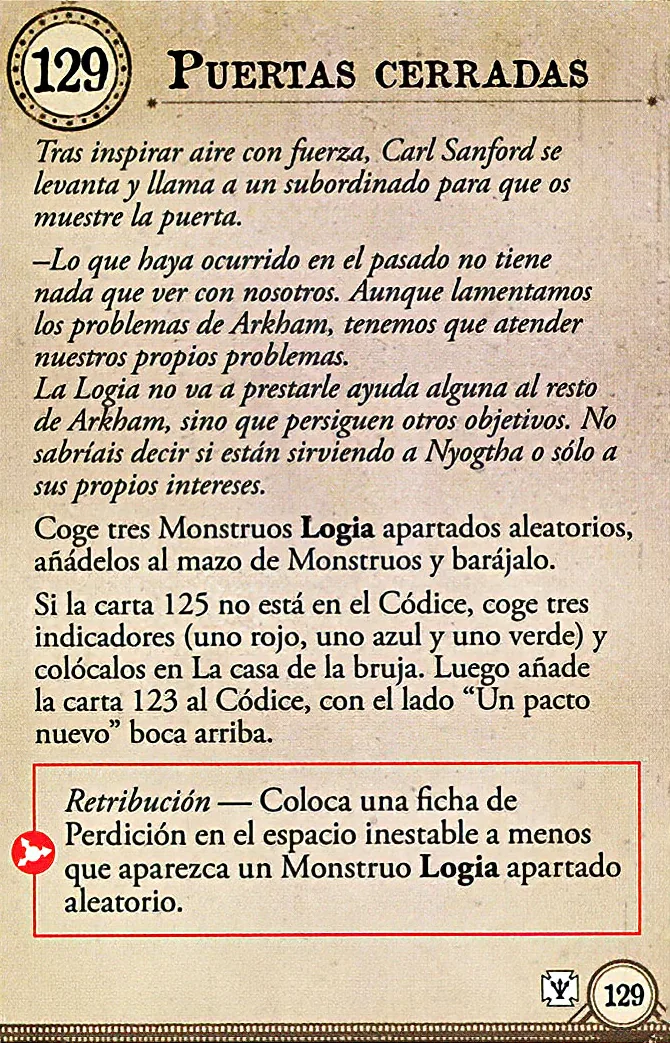 129
PUERTAS CERRADAS
Tras inspirar aire con fuerza, Carl Sanford se
levanta y llama a un subordinado para que os
muestre la puerta.
–Lo que haya ocurrido en el pasado no tiene
nada que ver con nosotros. Aunque lamentamos
los problemas de Arkham, tenemos que atender
nuestros propios problemas.
La Logia no va a prestarle ayuda alguna al resto
de Arkham, sino que persiguen otros objetivos. No
sabríais decir si están sirviendo a Nyogtha o sólo a
sus propios intereses.
Coge tres Monstruos Logia apartados aleatorios,
añádelos al mazo de Monstruos y barájalo.
Si la carta 125 no está en el Códice, coge tres
indicadores (uno rojo, uno azul y uno verde) y
colócalos en La casa de la bruja. Luego añade
la carta 123 al Códice, con el lado “Un pacto
nuevo” boca arriba.
Retribución — Coloca una ficha de
Perdición en el espacio inestable a menos
que aparezca un Monstruo Logia apartado
aleatorio.
129